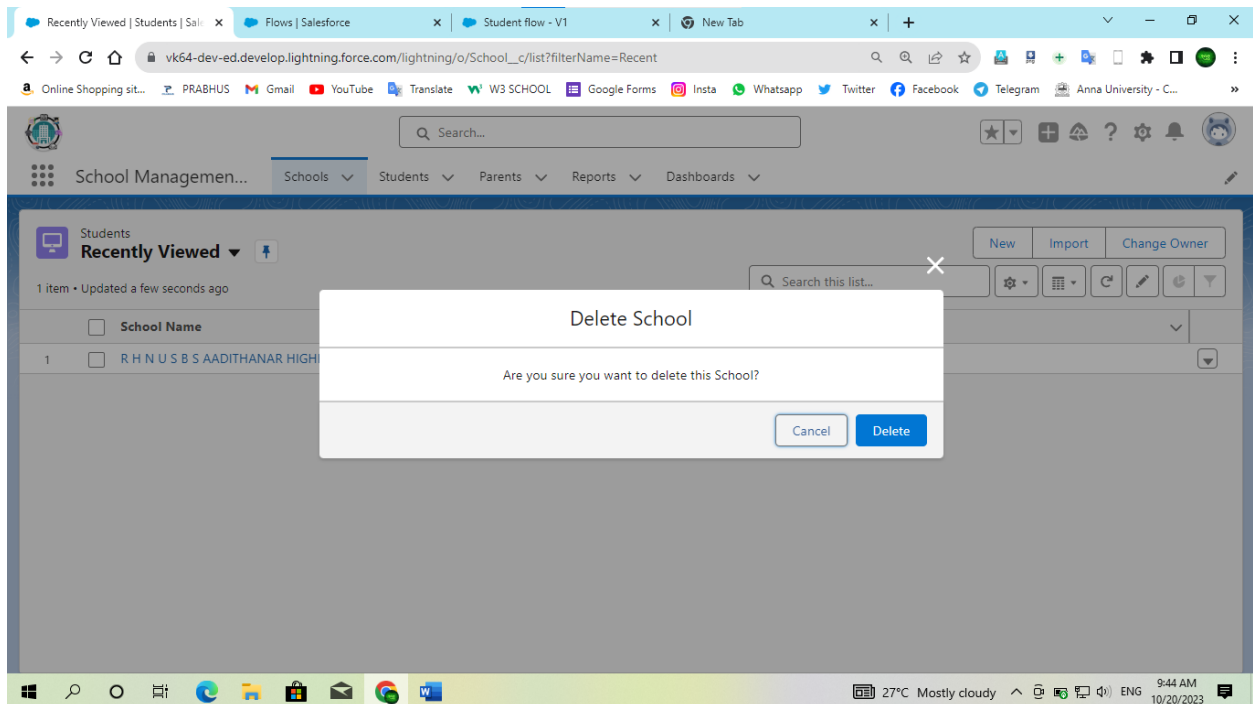 Recently Viewed | Students | Sale
Flows | Salesforce
Student flow - V1
New Tab
vk64-dev-ed.develop.lightning.force.com/lightning/o/School__c/list?filterName=Recent
Online Shopping sit... PRABHUS Gmail YouTube Translate W3 SCHOOL Google Forms Insta Whatsapp Twitter Facebook Telegram Anna University - C... »
Search...
School Managemen... Schools Students Parents Reports Dashboards
Students
Recently Viewed
New Import Change Owner
1 item • Updated a few seconds ago
Search this list...
School Name
1 R H N U S B S AADITHANAR HIGH
Delete School
Are you sure you want to delete this School?
Cancel Delete
27°C Mostly cloudy ENG 9:44 AM
10/20/2023